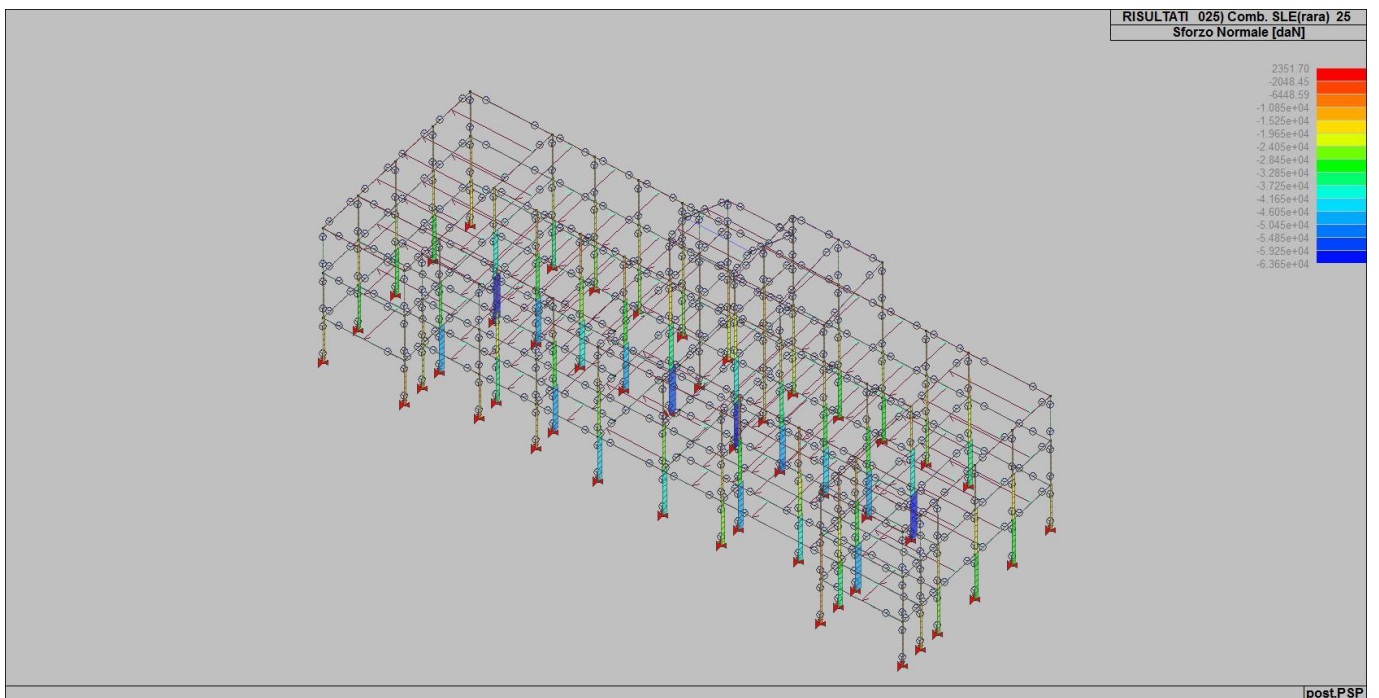 RISULTATI 025) Comb. SLE(rara) 25
Sforzo Normale [daN]
2351.70
-2048.45
-6448.59
-1.085e+04
-1.525e+04
-1.965e+04
-2.405e+04
-2.845e+04
-3.285e+04
-3.725e+04
-4.165e+04
-4.605e+04
-5.045e+04
-5.485e+04
-5.925e+04
-6.365e+04
post.PSP